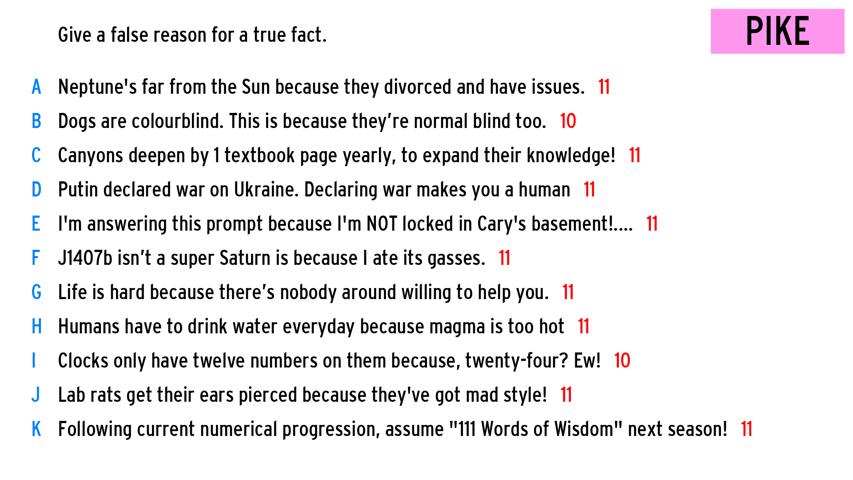 Give a false reason for a true fact.
PIKE
A Neptune's far from the Sun because they divorced and have issues. 11
B Dogs are colourblind. This is because they're normal blind too. 10
C Canyons deepen by 1 textbook page yearly, to expand their knowledge! 11
D Putin declared war on Ukraine. Declaring war makes you a human 11
E I'm answering this prompt because I'm NOT locked in Cary's basement!.... 11
F J1407b isn't a super Saturn is because I ate its gasses. 11
G Life is hard because there's nobody around willing to help you. 11
H Humans have to drink water everyday because magma is too hot 11
I Clocks only have twelve numbers on them because, twenty-four? Ew! 10
J Lab rats get their ears pierced because they've got mad style! 11
K Following current numerical progression, assume "111 Words of Wisdom" next season! 11